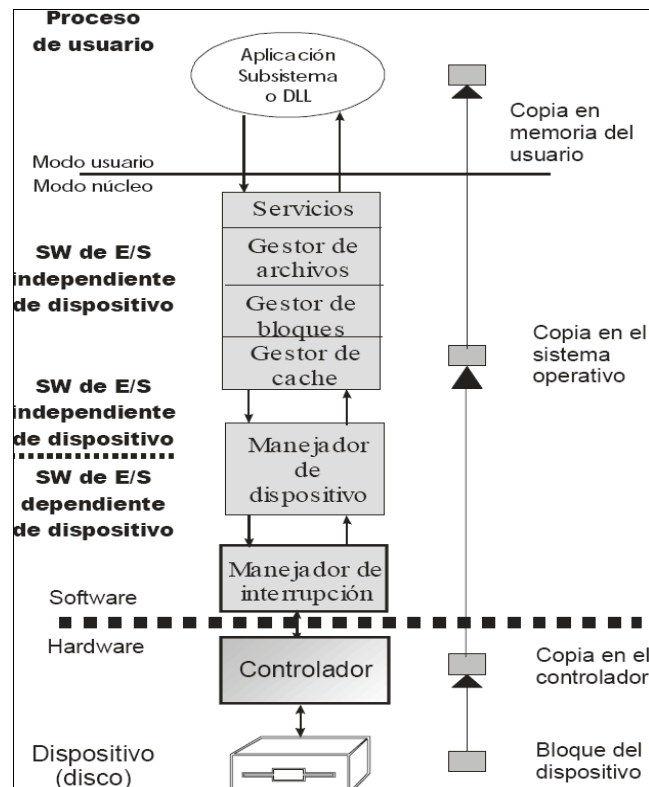 Proceso
de usuario
Aplicación
Subsistema
o DLL
Copia en
memoria del
usuario
Modo usuario
Modo núcleo
Servicios
Gestor de
archivos
Gestor de
bloques
Gestor de
cache
SW de E/S
independiente
de dispositivo
Copia en el
sistema
operativo
SW de E/S
independiente
de dispositivo
SW de E/S
dependiente
de dispositivo
Manejador
de
dispositivo
Manejador de
interrupción
Software
Hardware
Controlador
Copia en el
controlador
Dispositivo
(disco)
Bloque del
dispositivo